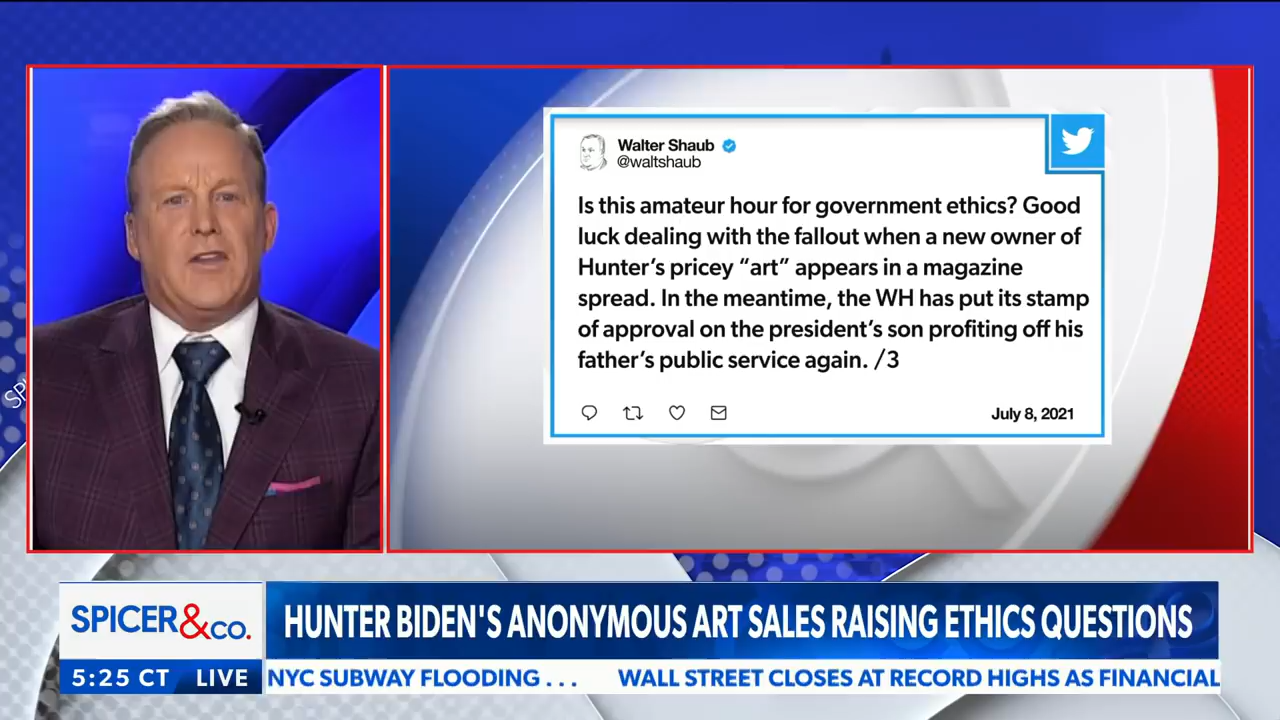 Walter Shaub
@waltshaub
Is this amateur hour for government ethics? Good
luck dealing with the fallout when a new owner of
Hunter's pricey “art” appears in a magazine
spread. In the meantime, the WH has put its stamp
of approval on the president's son profiting off his
father's public service again. /3
July 8, 2021
SP
SPICER&CO.
HUNTER BIDEN'S ANONYMOUS ART SALES RAISING ETHICS QUESTIONS
5:25 CT LIVE
NYC SUBWAY FLOODING . . . WALL STREET CLOSES AT RECORD HIGHS AS FINANCIAL